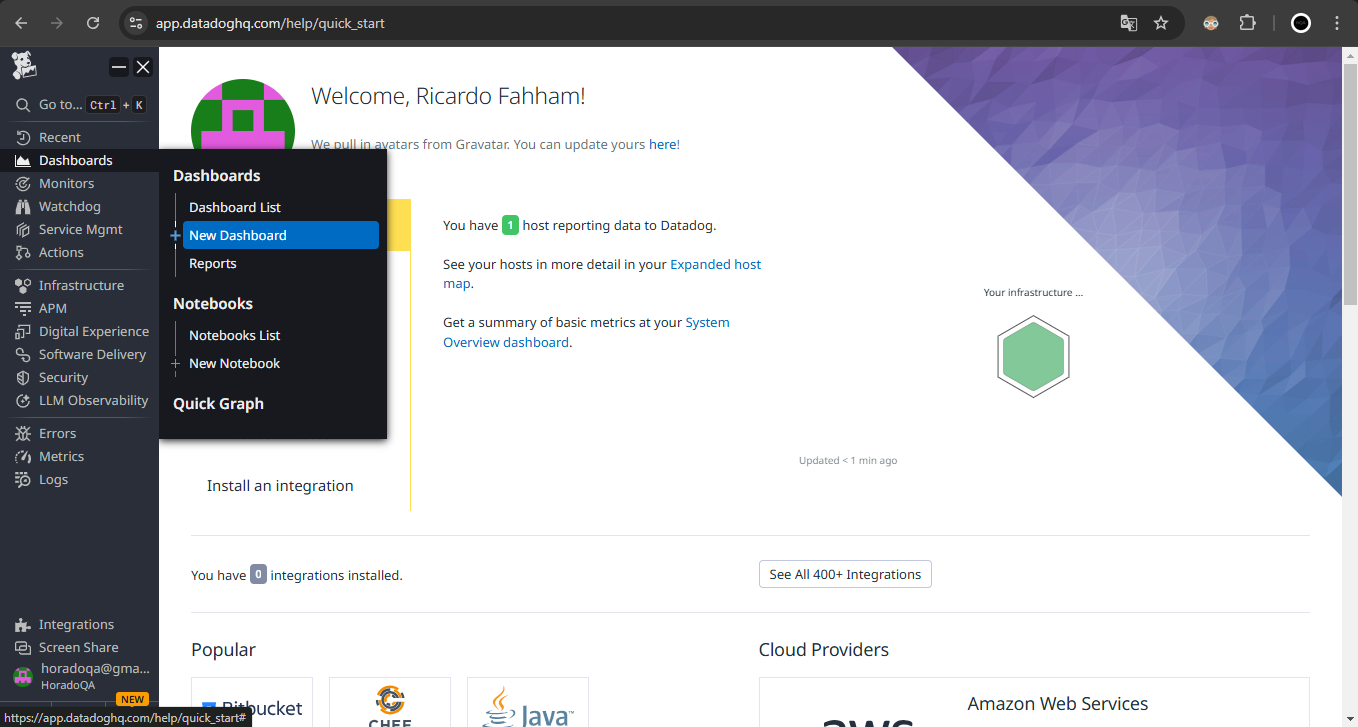 app.datadoghq.com/help/quick_start
Go to... Ctrl + K
Recent
Dashboards
Monitors
Watchdog
Service Mgmt
Actions
Infrastructure
APM
Digital Experience
Software Delivery
Security
LLM Observability
Errors
Metrics
Logs
Integrations
Screen Share
horadoqa@gma...
HoradoQA
NEW
https://app.datadoghq.com/help/quick_start#
Dashboards
Dashboard List
New Dashboard
Reports
Notebooks
Notebooks List
New Notebook
Quick Graph
Welcome, Ricardo Fahham!
We pull in avatars from Gravatar. You can update yours here!
You have 1 host reporting data to Datadog.
See your hosts in more detail in your Expanded host
map.
Get a summary of basic metrics at your System
Overview dashboard.
Your infrastructure ...
Updated < 1 min ago
Install an integration
You have 0 integrations installed.
See All 400+ Integrations
Popular
Bitbucket
CHEF
Java™
Cloud Providers
Amazon Web Services
aws